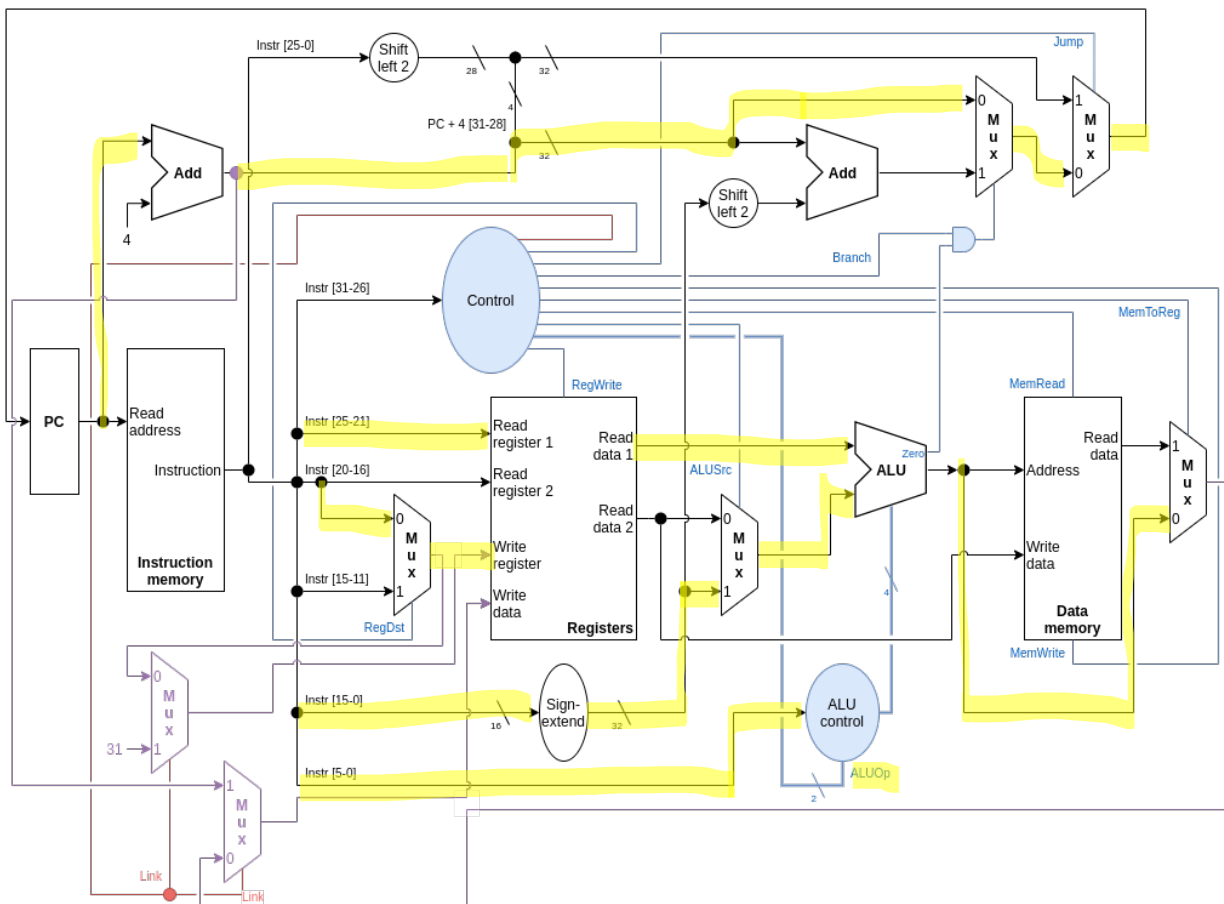 Instr [25-0]
Shift
left 2
28
32
Jump
4
PC + 4 [31-28]
32
0
M
u
x
1
1
M
u
x
0
Add
4
Add
Shift
left 2
Branch
Control
Instr [31-26]
MemToReg
RegWrite
MemRead
PC
Read
address
Instruction
Instruction
memory
Instr [25-21]
Instr [20-16]
Instr [15-11]
0
M
u
x
1
RegDst
Read
register 1
Read
register 2
Write
register
Write
data
Read
data 1
Read
data 2
Registers
ALUSrc
0
M
u
x
1
Zero
ALU
4
Address
Read
data
Write
data
Data
memory
MemWrite
1
M
u
x
0
0
M
u
x
31
1
Instr [15-0]
16
Sign-
extend
32
ALU
control
Instr [5-0]
ALUOp
2
1
M
u
x
0
Link
Link